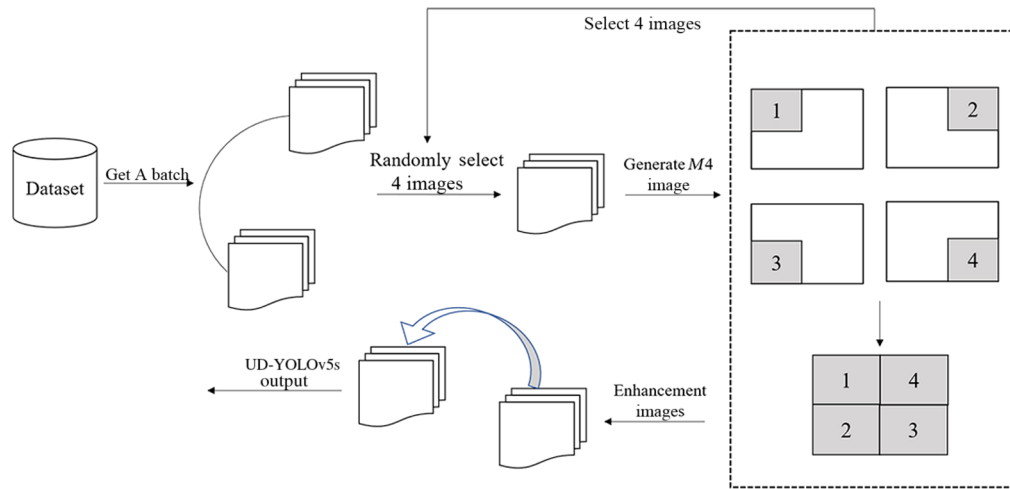 Select 4 images
1
2
Dataset
Get A batch
Randomly select
4 images
Generate M4
image
3
4
UD-YOLOv5s
output
Enhancement
images
1 4
2 3